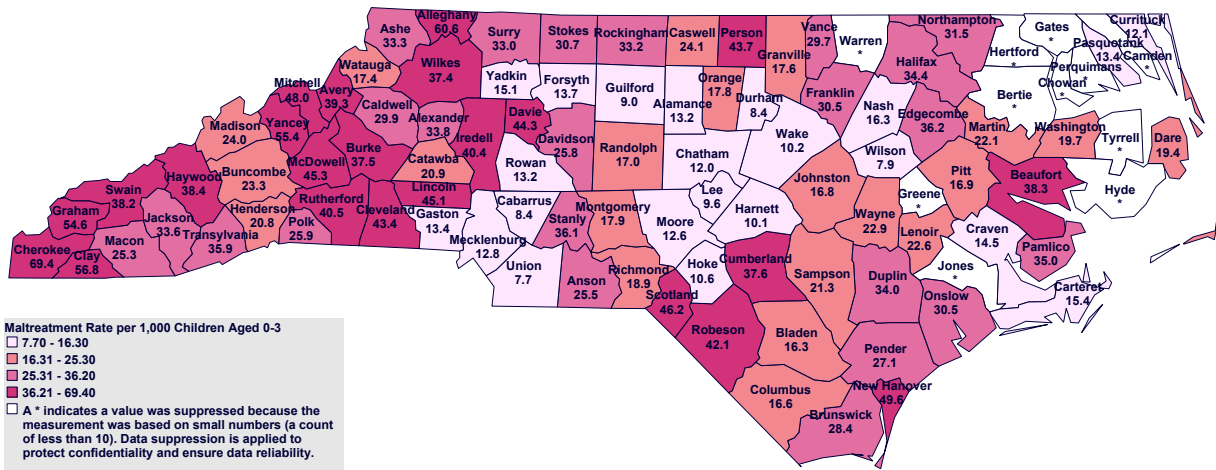 Alleghany
60.6
Ashe
33.3
Surry
33.0
Stokes
30.7
Rockingham
33.2
Caswell
24.1
Person
43.7
Granville
17.6
Vance
29.7
Warren
*
Northampton
31.5
Gates
*
Currituck
12.1
Hertford
*
Pasquotank
13.4
Camden
*
Perquimans
*
Chowan
*
Bertie
*
Halifax
34.4
Watauga
17.4
Wilkes
37.4
Yadkin
15.1
Forsyth
13.7
Guilford
9.0
Alamance
13.2
Orange
17.8
Durham
8.4
Franklin
30.5
Nash
16.3
Edgecombe
36.2
Martin
22.1
Washington
19.7
Tyrrell
*
Dare
19.4
Mitchell
48.0
Avery
39.3
Caldwell
29.9
Alexander
33.8
Iredell
40.4
Davie
44.3
Davidson
25.8
Randolph
17.0
Chatham
12.0
Wake
10.2
Wilson
7.9
Pitt
16.9
Beaufort
38.3
Hyde
*
Madison
24.0
Yancey
55.4
McDowell
45.3
Burke
37.5
Catawba
20.9
Rowan
13.2
Johnston
16.8
Greene
*
Buncombe
23.3
Haywood
38.4
Swain
38.2
Graham
54.6
Jackson
33.6
Henderson
20.8
Rutherford
40.5
Polk
25.9
Cleveland
43.4
Lincoln
45.1
Gaston
13.4
Cabarrus
8.4
Stanly
36.1
Montgomery
17.9
Moore
12.6
Lee
9.6
Harnett
10.1
Wayne
22.9
Lenoir
22.6
Craven
14.5
Pamlico
35.0
Cherokee
69.4
Clay
56.8
Macon
25.3
Transylvania
35.9
Mecklenburg
12.8
Union
7.7
Anson
25.5
Richmond
18.9
Scotland
46.2
Hoke
10.6
Cumberland
37.6
Sampson
21.3
Duplin
34.0
Jones
*
Onslow
30.5
Carteret
15.4
Robeson
42.1
Bladen
16.3
Pender
27.1
Columbus
16.6
New Hanover
49.6
Brunswick
28.4
Maltreatment Rate per 1,000 Children Aged 0-3
7.70 - 16.30
16.31 - 25.30
25.31 - 36.20
36.21 - 69.40
A * indicates a value was suppressed because the
measurement was based on small numbers (a count
of less than 10). Data suppression is applied to
protect confidentiality and ensure data reliability.